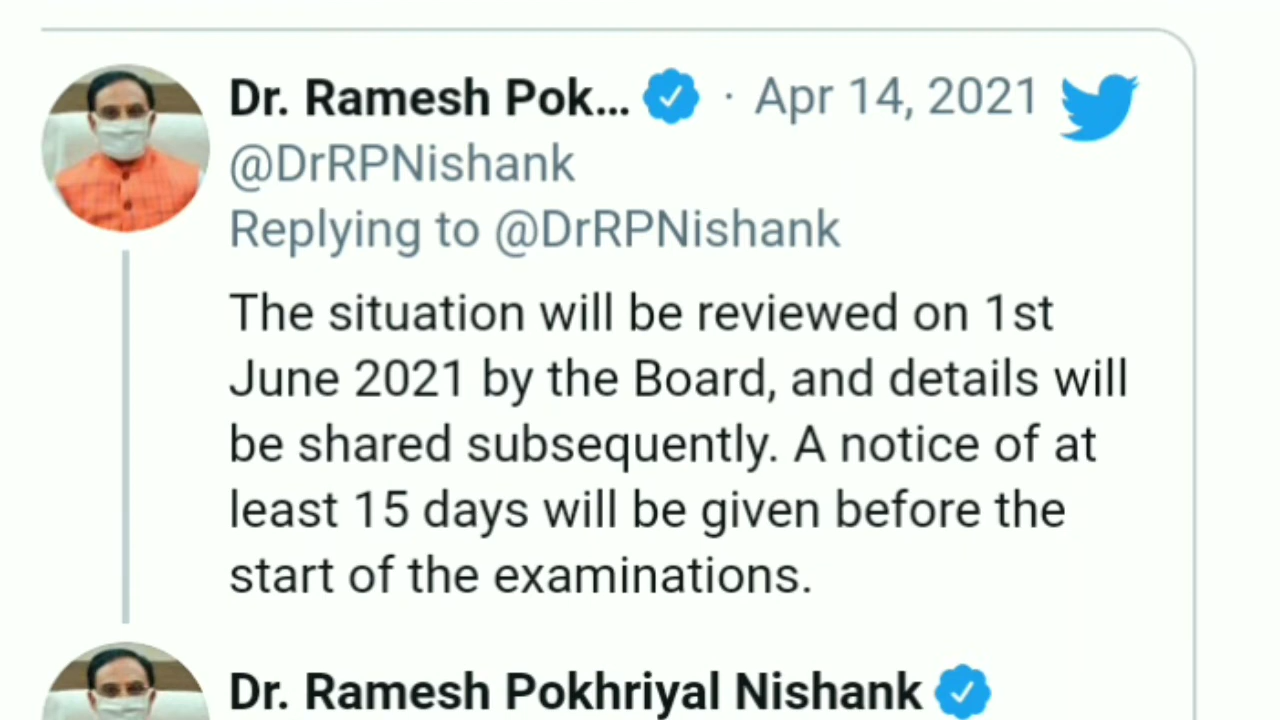 Dr. Ramesh Pok... · Apr 14, 2021
@DrRPNishank
Replying to @DrRPNishank
The situation will be reviewed on 1st
June 2021 by the Board, and details will
be shared subsequently. A notice of at
least 15 days will be given before the
start of the examinations.
Dr. Ramesh Pokhriyal Nishank